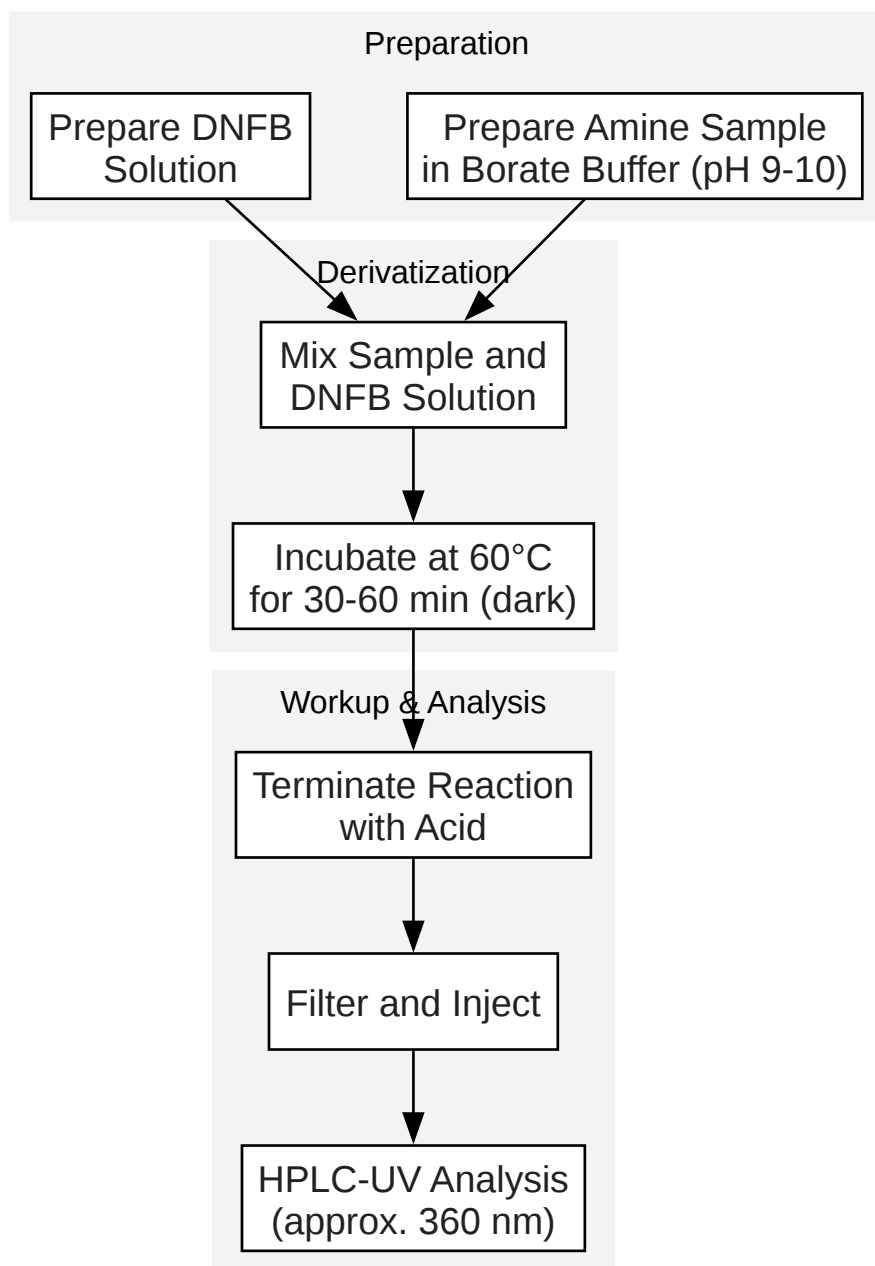 Preparation
Prepare DNFB
Solution
Prepare Amine Sample
in Borate Buffer (pH 9-10)
Derivatization
Mix Sample and
DNFB Solution
Incubate at 60°C
for 30-60 min (dark)
Workup & Analysis
Terminate Reaction
with Acid
Filter and Inject
HPLC-UV Analysis
(approx. 360 nm)